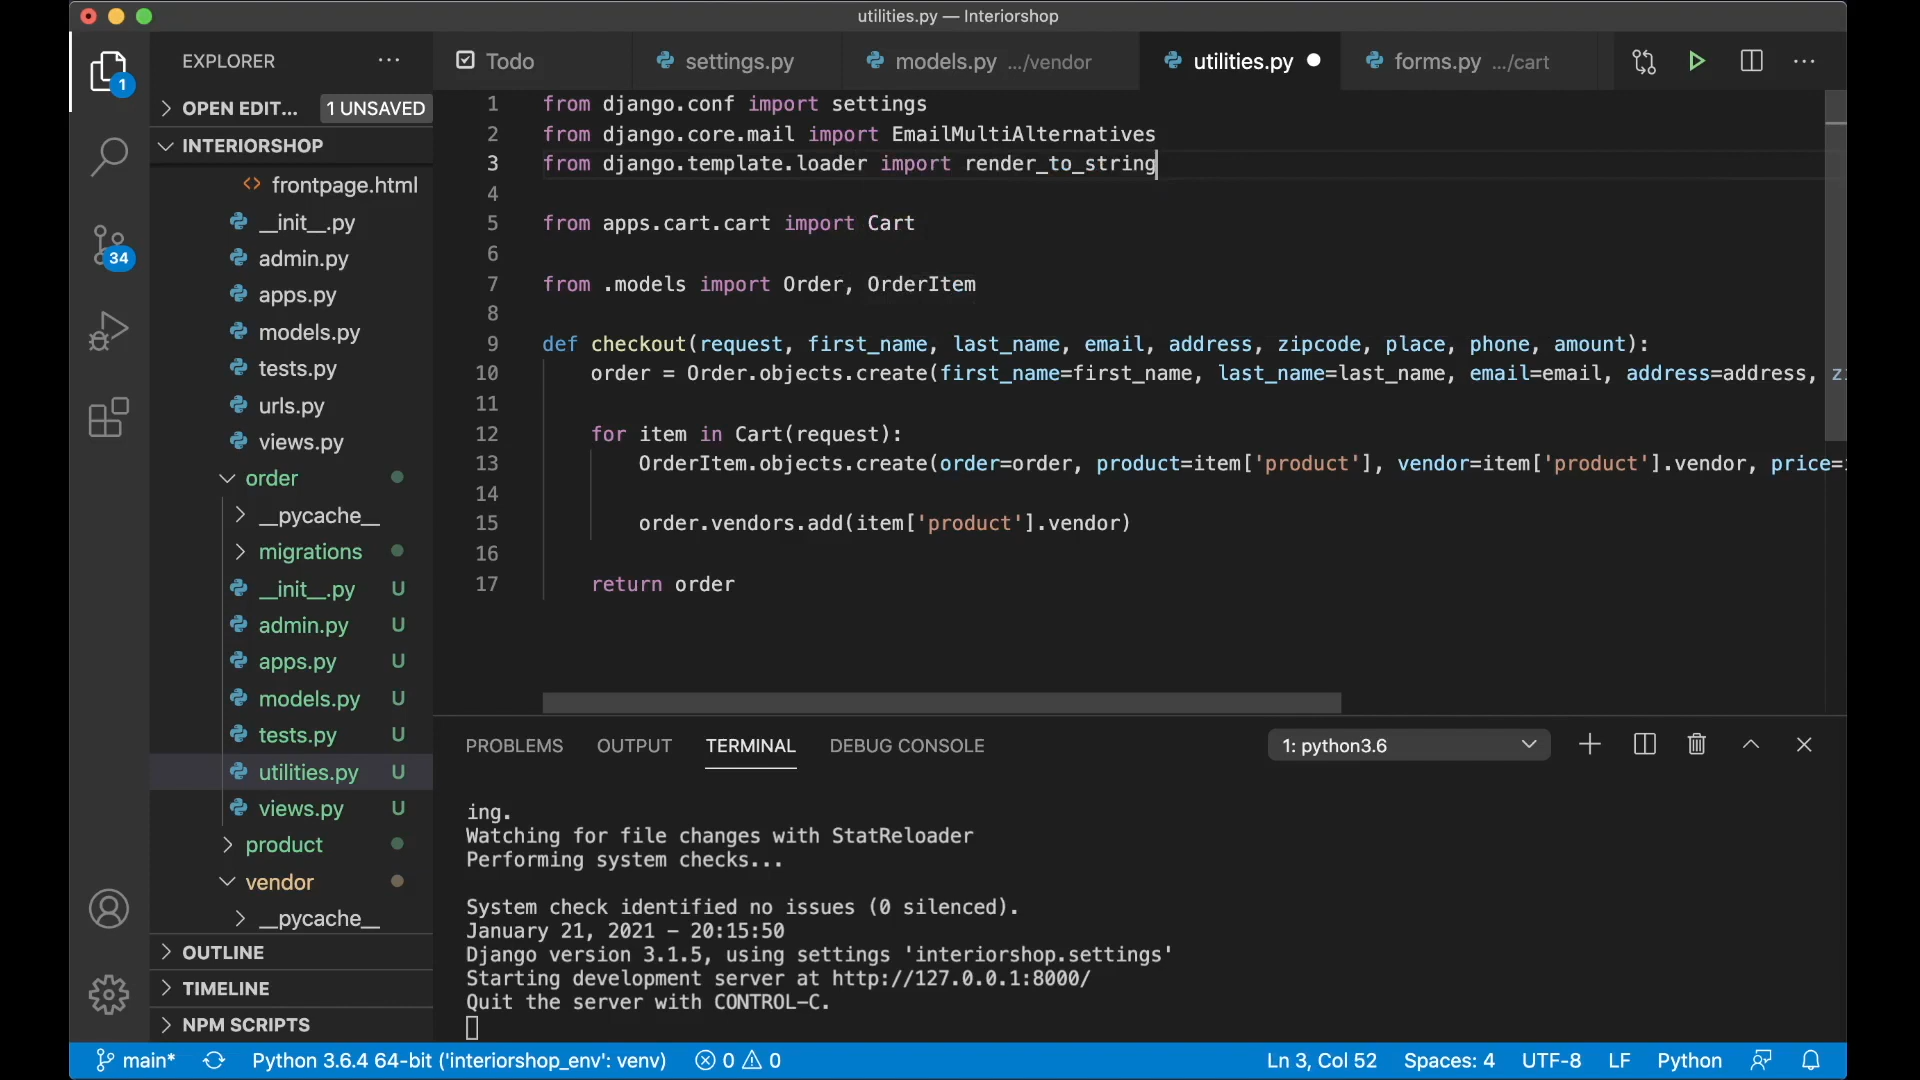 utilities.py — Interiorshop
EXPLORER ...
Todo
settings.py
models.py .../vendor
utilities.py
forms.py .../cart
1
OPEN EDIT... 1 UNSAVED
INTERIORSHOP
frontpage.html
__init__.py
admin.py
apps.py
models.py
tests.py
urls.py
views.py
order
__pycache__
migrations
__init__.py U
admin.py U
apps.py U
models.py U
tests.py U
utilities.py U
views.py U
product
vendor
__pycache__
OUTLINE
TIMELINE
NPM SCRIPTS
34
1 from django.conf import settings
2 from django.core.mail import EmailMultiAlternatives
3 from django.template.loader import render_to_string
4
5 from apps.cart.cart import Cart
6
7 from .models import Order, OrderItem
8
9 def checkout(request, first_name, last_name, email, address, zipcode, place, phone, amount):
10 order = Order.objects.create(first_name=first_name, last_name=last_name, email=email, address=address, z
11
12 for item in Cart(request):
13 OrderItem.objects.create(order=order, product=item['product'], vendor=item['product'].vendor, price=
14
15 order.vendors.add(item['product'].vendor)
16
17 return order
PROBLEMS OUTPUT TERMINAL DEBUG CONSOLE
1: python3.6
ing.
Watching for file changes with StatReloader
Performing system checks...
System check identified no issues (0 silenced).
January 21, 2021 - 20:15:50
Django version 3.1.5, using settings 'interiorshop.settings'
Starting development server at http://127.0.0.1:8000/
Quit the server with CONTROL-C.
main* Python 3.6.4 64-bit ('interiorshop_env': venv) 0 0 Ln 3, Col 52 Spaces: 4 UTF-8 LF Python